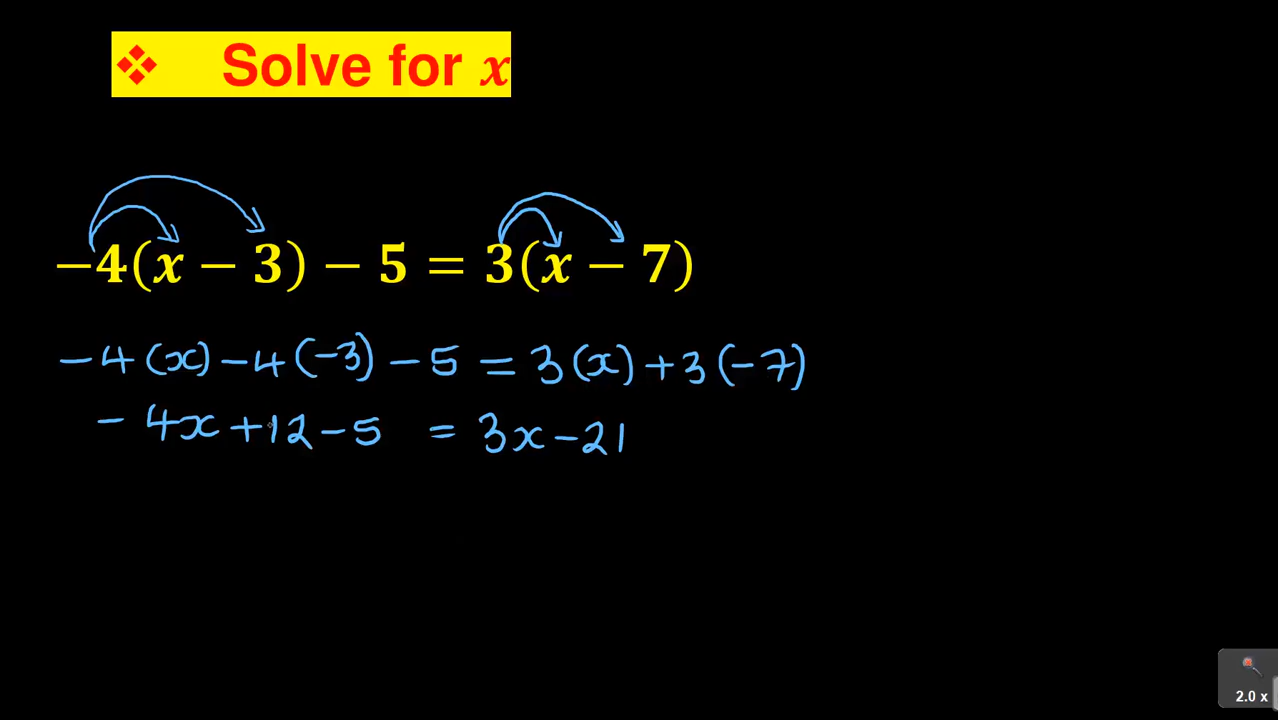 ❖ Solve for x
−4(x − 3) − 5 = 3(x − 7)
−4(x) −4(−3) −5 = 3(x) +3(−7)
−4x +12 −5 = 3x −21
2.0 x